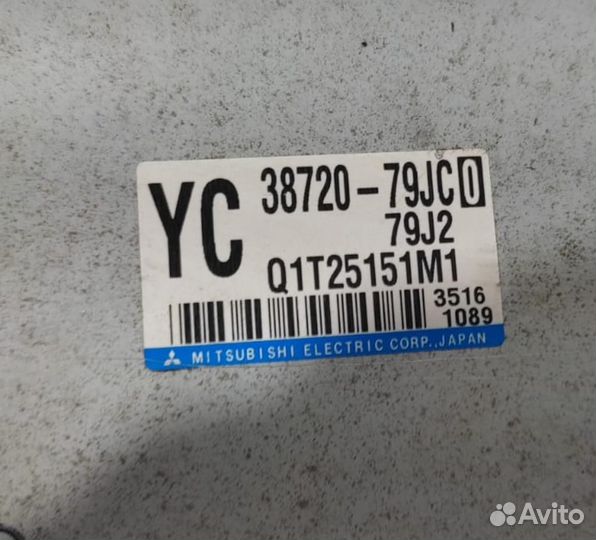 YC 38720-79JC0
79J2
Q1T25151M1
3516
1089
MITSUBISHI ELECTRIC CORP., JAPAN
Avito